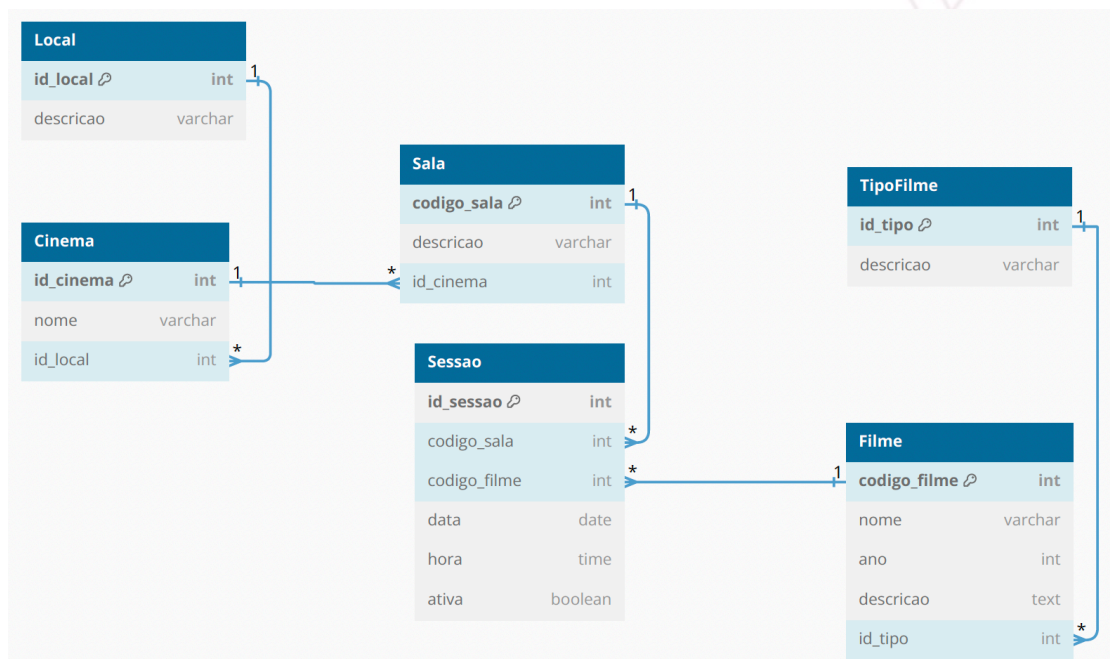 Local
id_local int
descricao varchar
1
Cinema
id_cinema int
nome varchar
id_local int
1
*
*
Sala
codigo_sala int
descricao varchar
id_cinema int
1
Sessao
id_sessao int
codigo_sala int
codigo_filme int
data date
hora time
ativa boolean
*
*
1
TipoFilme
id_tipo int
descricao varchar
1
Filme
codigo_filme int
nome varchar
ano int
descricao text
id_tipo int
*